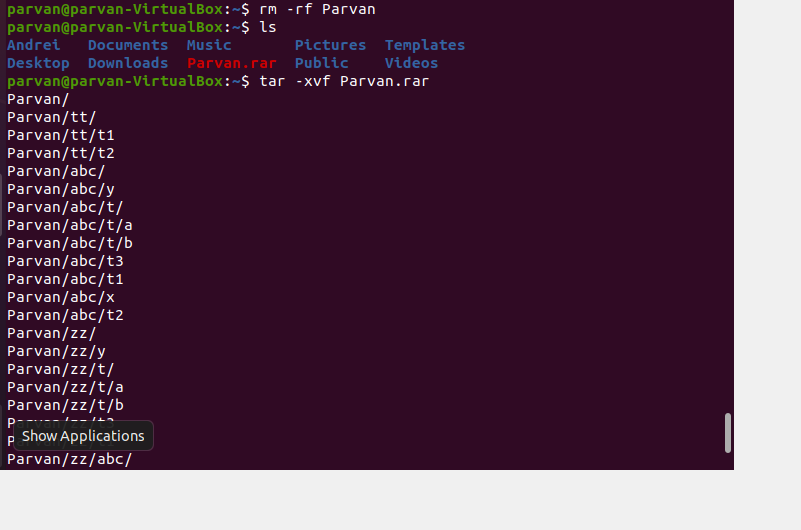 parvan@parvan-VirtualBox:~$ rm -rf Parvan
parvan@parvan-VirtualBox:~$ ls
Andrei Documents Music Pictures Templates
Desktop Downloads Parvan.rar Public Videos
parvan@parvan-VirtualBox:~$ tar -xvf Parvan.rar
Parvan/
Parvan/tt/
Parvan/tt/t1
Parvan/tt/t2
Parvan/abc/
Parvan/abc/y
Parvan/abc/t/
Parvan/abc/t/a
Parvan/abc/t/b
Parvan/abc/t3
Parvan/abc/t1
Parvan/abc/x
Parvan/abc/t2
Parvan/zz/
Parvan/zz/y
Parvan/zz/t/
Parvan/zz/t/a
Parvan/zz/t/b
Parvan/zz/t3
Show Applications
Parvan/zz/abc/